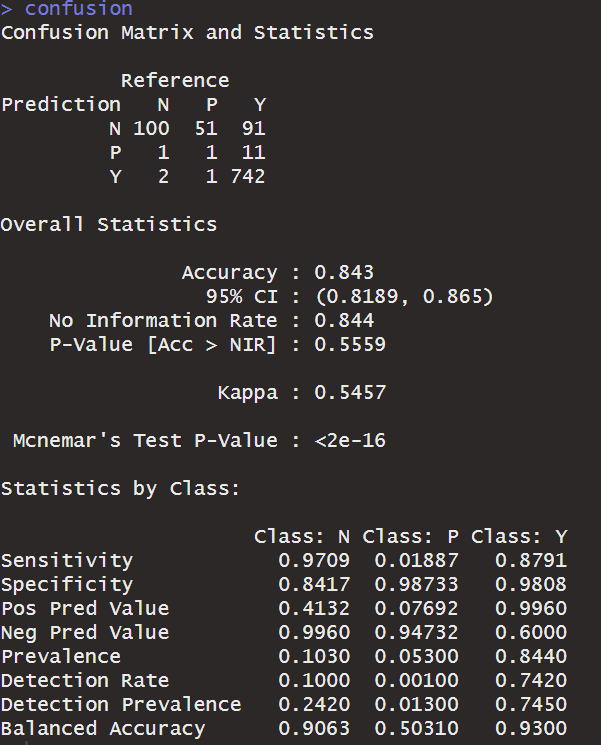 > confusion
Confusion Matrix and Statistics
Reference
Prediction N P Y
N 100 51 91
P 1 1 11
Y 2 1 742
Overall Statistics
Accuracy : 0.843
95% CI : (0.8189, 0.865)
No Information Rate : 0.844
P-Value [Acc > NIR] : 0.5559
Kappa : 0.5457
Mcnemar's Test P-Value : <2e-16
Statistics by Class:
Class: N Class: P Class: Y
Sensitivity 0.9709 0.01887 0.8791
Specificity 0.8417 0.98733 0.9808
Pos Pred Value 0.4132 0.07692 0.9960
Neg Pred Value 0.9960 0.94732 0.6000
Prevalence 0.1030 0.05300 0.8440
Detection Rate 0.1000 0.00100 0.7420
Detection Prevalence 0.2420 0.01300 0.7450
Balanced Accuracy 0.9063 0.50310 0.9300